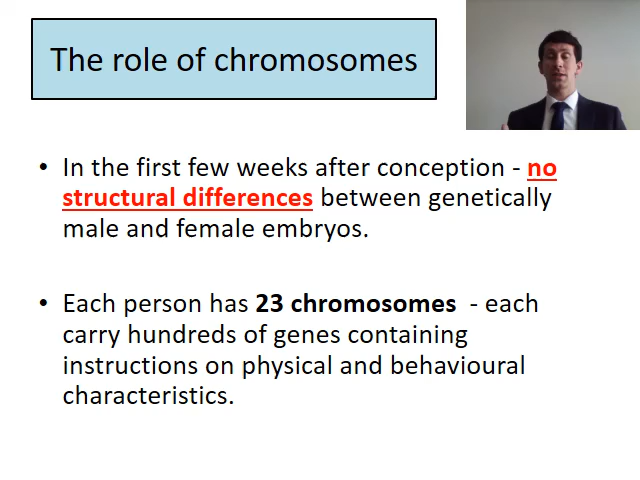 The role of chromosomes
• In the first few weeks after conception - no
structural differences between genetically
male and female embryos.
• Each person has 23 chromosomes - each
carry hundreds of genes containing
instructions on physical and behavioural
characteristics.